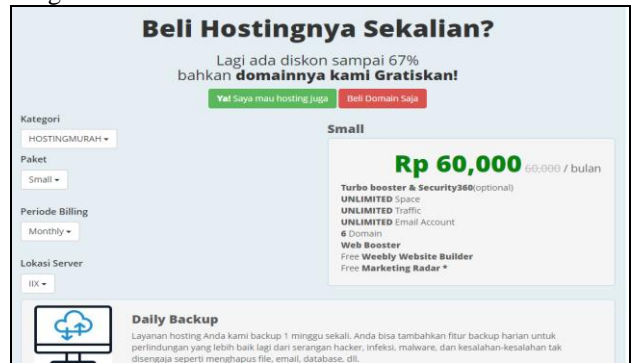 Beli Hostingnya Sekalian?
Lagi ada diskon sampai 67%
bahkan domainnya kami Gratiskan!
Ya! Saya mau hosting juga
Beli Domain Saja
Kategori
HOSTINGMURAH
Paket
Small
Periode Billing
Monthly
Lokasi Server
IIX
Small
Rp 60,000 60,000 / bulan
Turbo booster & Security360(optional)
UNLIMITED Space
UNLIMITED Traffic
UNLIMITED Email Account
6 Domain
Web Booster
Free Weebly Website Builder
Free Marketing Radar *
Daily Backup
Layanan hosting Anda kami backup 1 minggu sekali. Anda bisa tambahkan fitur backup harian untuk
perlindungan yang lebih baik lagi dari serangan hacker, infeksi, malware, dan kesalahan-kesalahan tak
disengaja seperti menghapus file, email, database, dll.